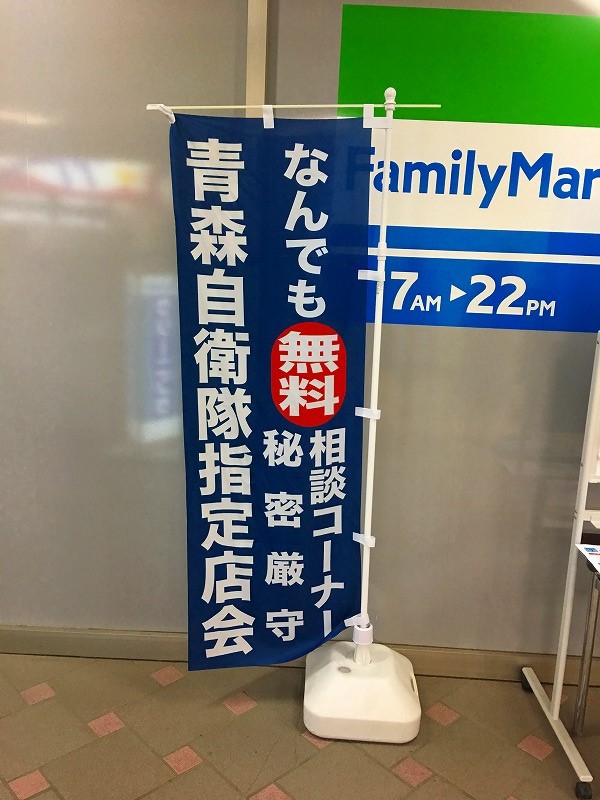 なんでも
無料
相談コーナー
秘密厳守
青森自衛隊指定店会
FamilyMar
7AM ▶ 22PM